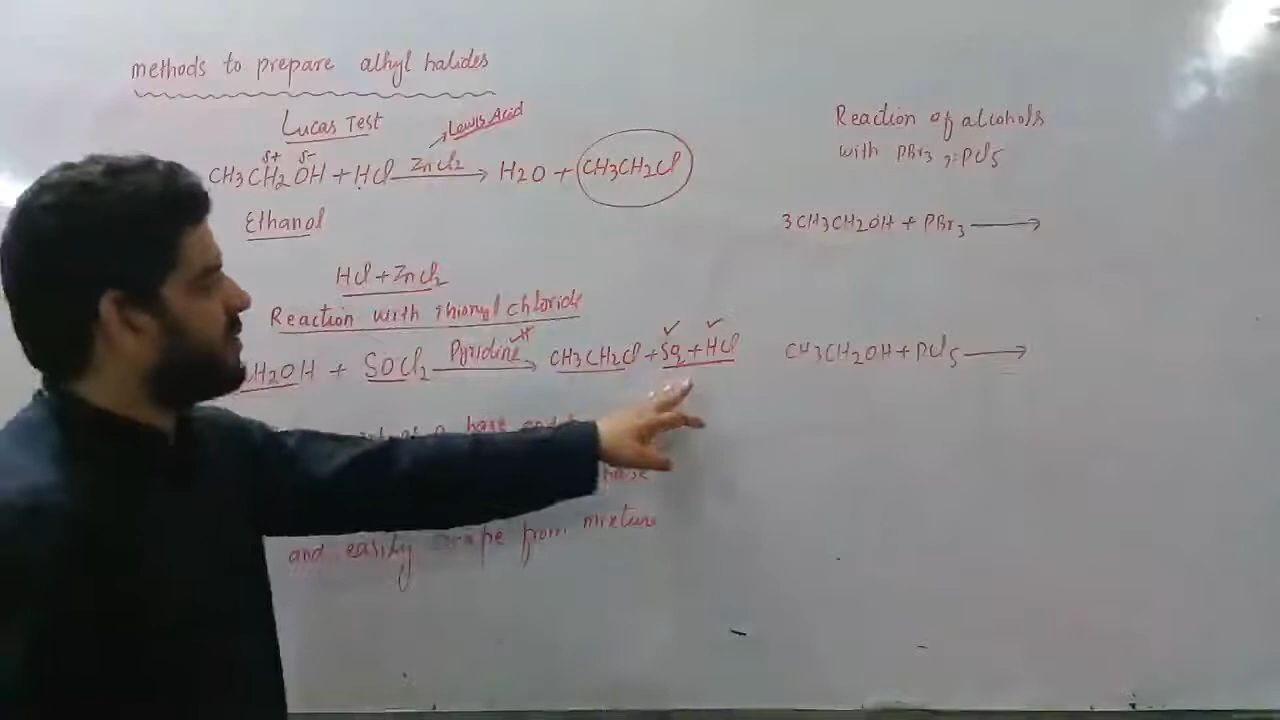 methods to prepare alkyl halides
Lucas Test
Lewis Acid
δ+ δ-
CH3CH2OH + HCl ZnCl2 → H2O + CH3CH2Cl
Ethanol
HCl + ZnCl2
Reaction with thionyl chloride
H2OH + SOCl2 Pyridine → CH3CH2Cl + SO2 + HCl
a base and
and easily from mixture
Reaction of alcohols
with PBr3, PCl5
3CH3CH2OH + PBr3 →
CH3CH2OH + PCl5 →